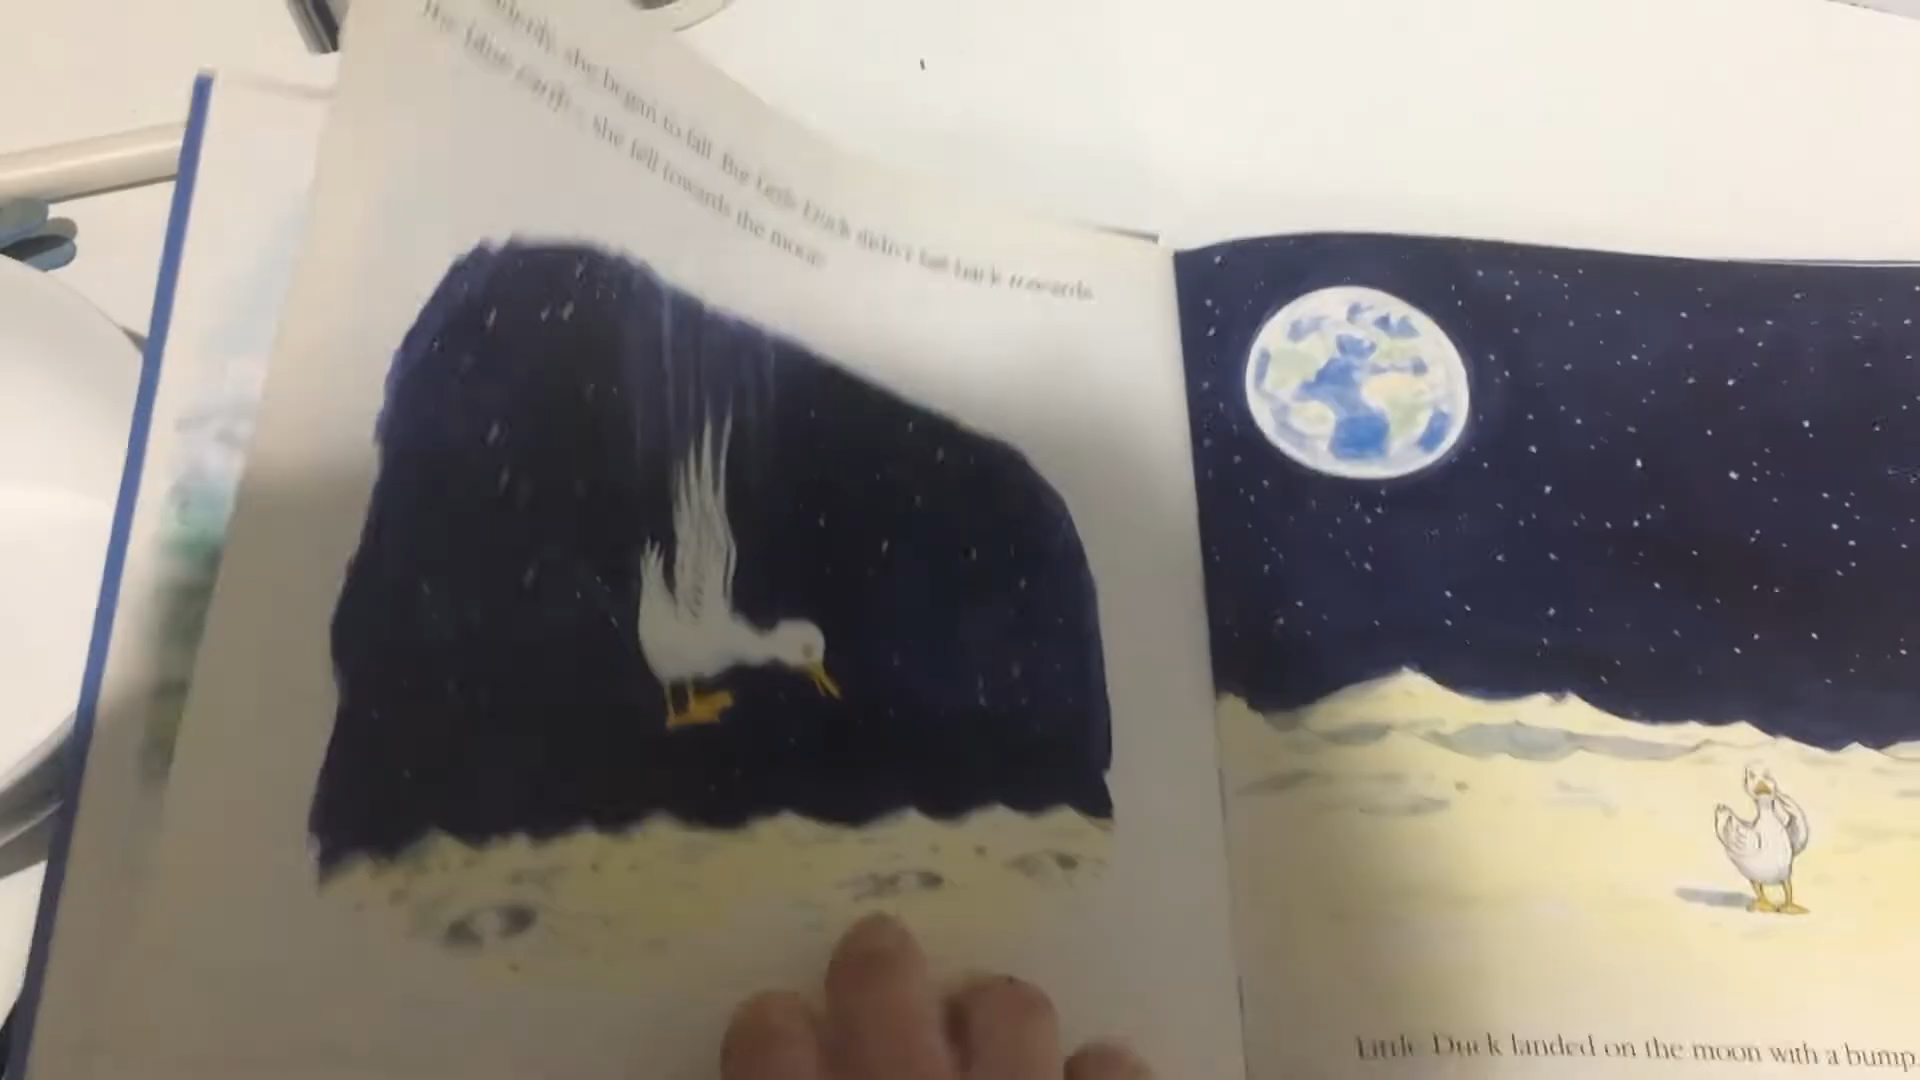 she began to fall. But Little Duck didn't fall back towards
the blue earth - she fell towards the moon.
Little Duck landed on the moon with a bump.